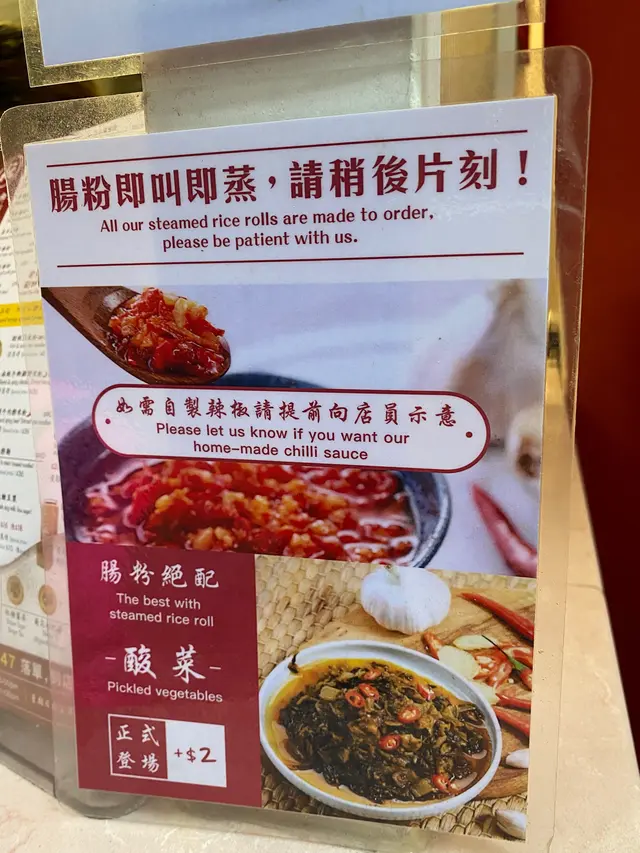 腸粉即叫即蒸，請稍後片刻！
All our steamed rice rolls are made to order,
please be patient with us.
如需自製辣椒請提前向店員示意
Please let us know if you want our
home-made chilli sauce
腸粉絕配
The best with
steamed rice roll
-酸菜-
Pickled vegetables
正式
登場
+$2
47 落單